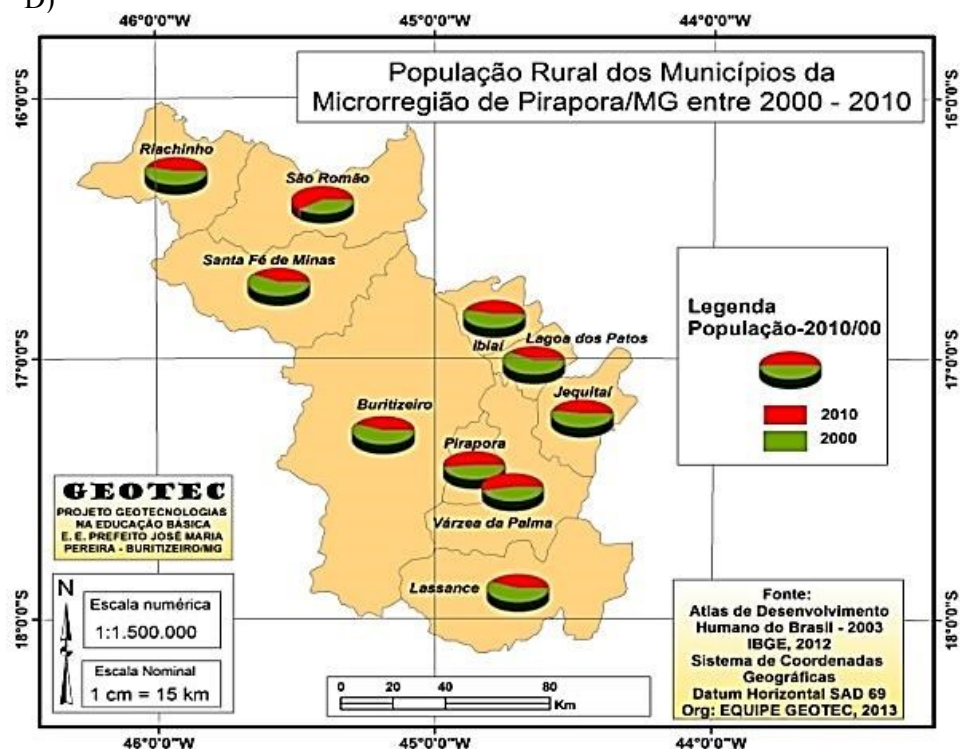 D)
46°0'0"W 45°0'0"W 44°0'0"W
População Rural dos Municípios da
Microrregião de Pirapora/MG entre 2000 - 2010
16°0'0"S
16°0'0"S
Riachinho
São Romão
Santa Fé de Minas
Ibiaí
Lagoa dos Patos
17°0'0"S
17°0'0"S
Jequitaí
Buritizeiro
Pirapora
Várzea da Palma
Lassance
18°0'0"S
18°0'0"S
Legenda
População-2010/00
2010
2000
GEOTEC
PROJETO GEOTECNOLOGIAS
NA EDUCAÇÃO BÁSICA
E. E. PREFEITO JOSÉ MARIA
PEREIRA - BURITIZEIRO/MG
N
Escala numérica
1:1.500.000
Escala Nominal
1 cm = 15 km
0 20 40 80
Km
Fonte:
Atlas de Desenvolvimento
Humano do Brasil - 2003
IBGE, 2012
Sistema de Coordenadas
Geográficas
Datum Horizontal SAD 69
Org: EQUIPE GEOTEC, 2013
46°0'0"W 45°0'0"W 44°0'0"W